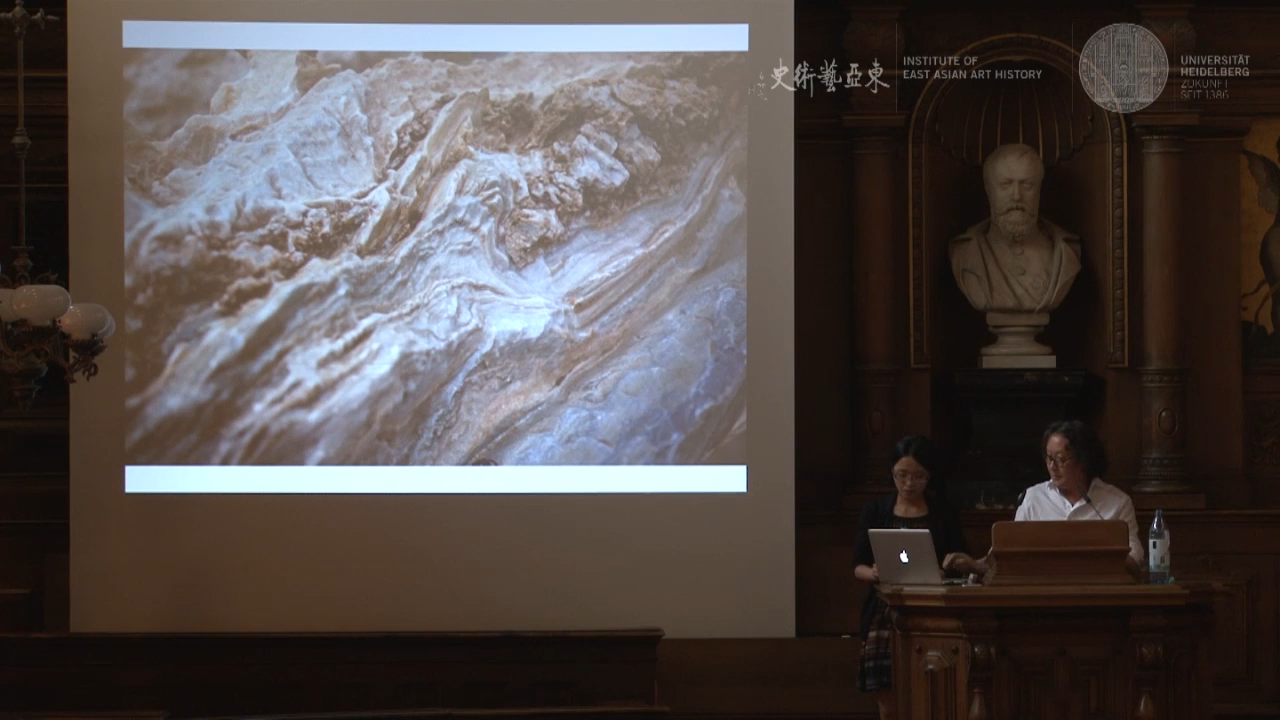 史術藝亞東
INSTITUTE OF
EAST ASIAN ART HISTORY
UNIVERSITÄT
HEIDELBERG
ZUKUNFT
SEIT 1386